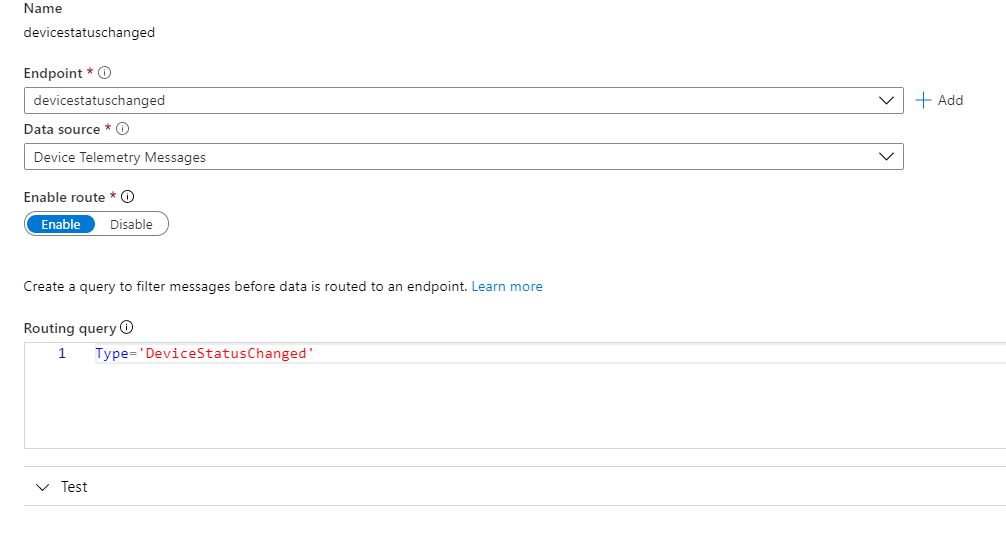 Name
devicestatuschanged
Endpoint *
devicestatuschanged
Add
Data source *
Device Telemetry Messages
Enable route *
Enable Disable
Create a query to filter messages before data is routed to an endpoint. Learn more
Routing query
1 Type='DeviceStatusChanged'
Test